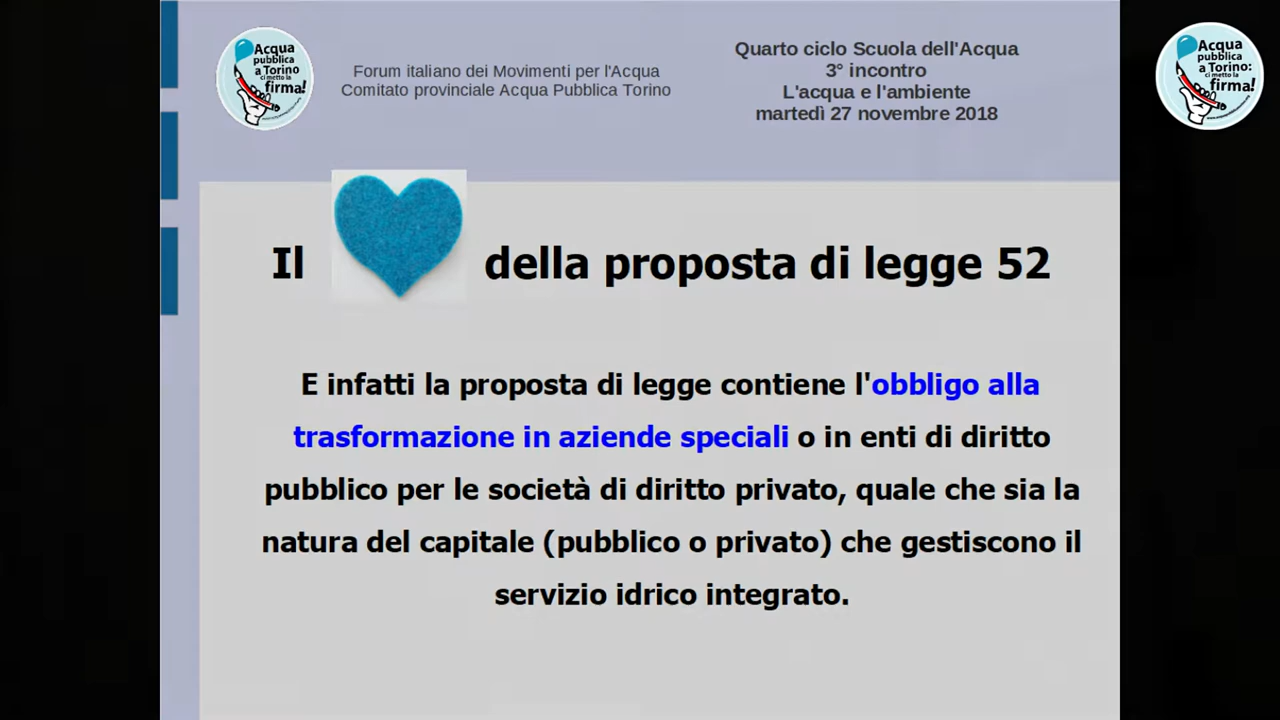 Acqua
pubblica
a Torino
ci metto la
firma!
Forum italiano dei Movimenti per l'Acqua
Comitato provinciale Acqua Pubblica Torino
Quarto ciclo Scuola dell'Acqua
3° incontro
L'acqua e l'ambiente
martedì 27 novembre 2018
Acqua
pubblica
a Torino:
ci metto la
firma!
Il della proposta di legge 52
E infatti la proposta di legge contiene l'obbligo alla
trasformazione in aziende speciali o in enti di diritto
pubblico per le società di diritto privato, quale che sia la
natura del capitale (pubblico o privato) che gestiscono il
servizio idrico integrato.